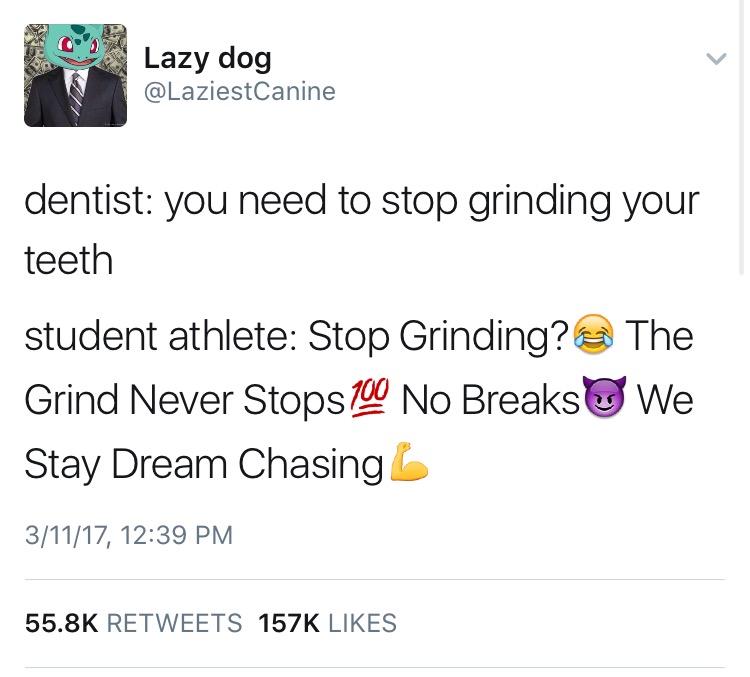 Lazy dog
@LaziestCanine
dentist: you need to stop grinding your
teeth
student athlete: Stop Grinding?😂 The
Grind Never Stops💯 No Breaks😈 We
Stay Dream Chasing💪
3/11/17, 12:39 PM
55.8K RETWEETS 157K LIKES